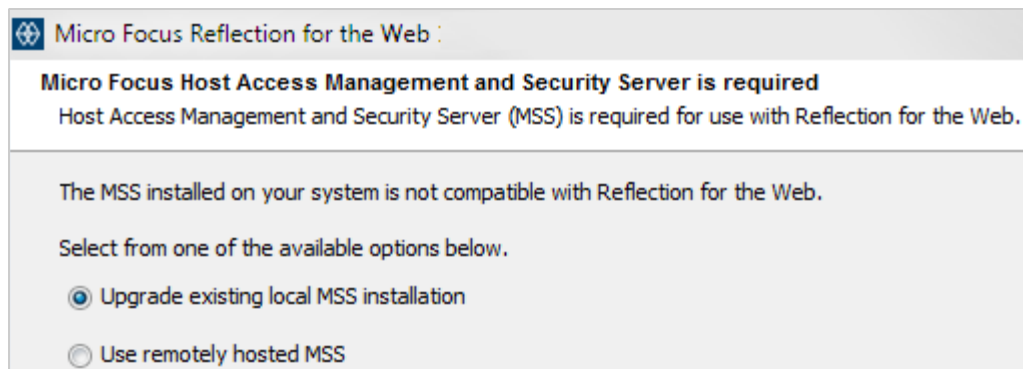 Micro Focus Reflection for the Web
Micro Focus Host Access Management and Security Server is required
Host Access Management and Security Server (MSS) is required for use with Reflection for the Web.
The MSS installed on your system is not compatible with Reflection for the Web.
Select from one of the available options below.
Upgrade existing local MSS installation
Use remotely hosted MSS